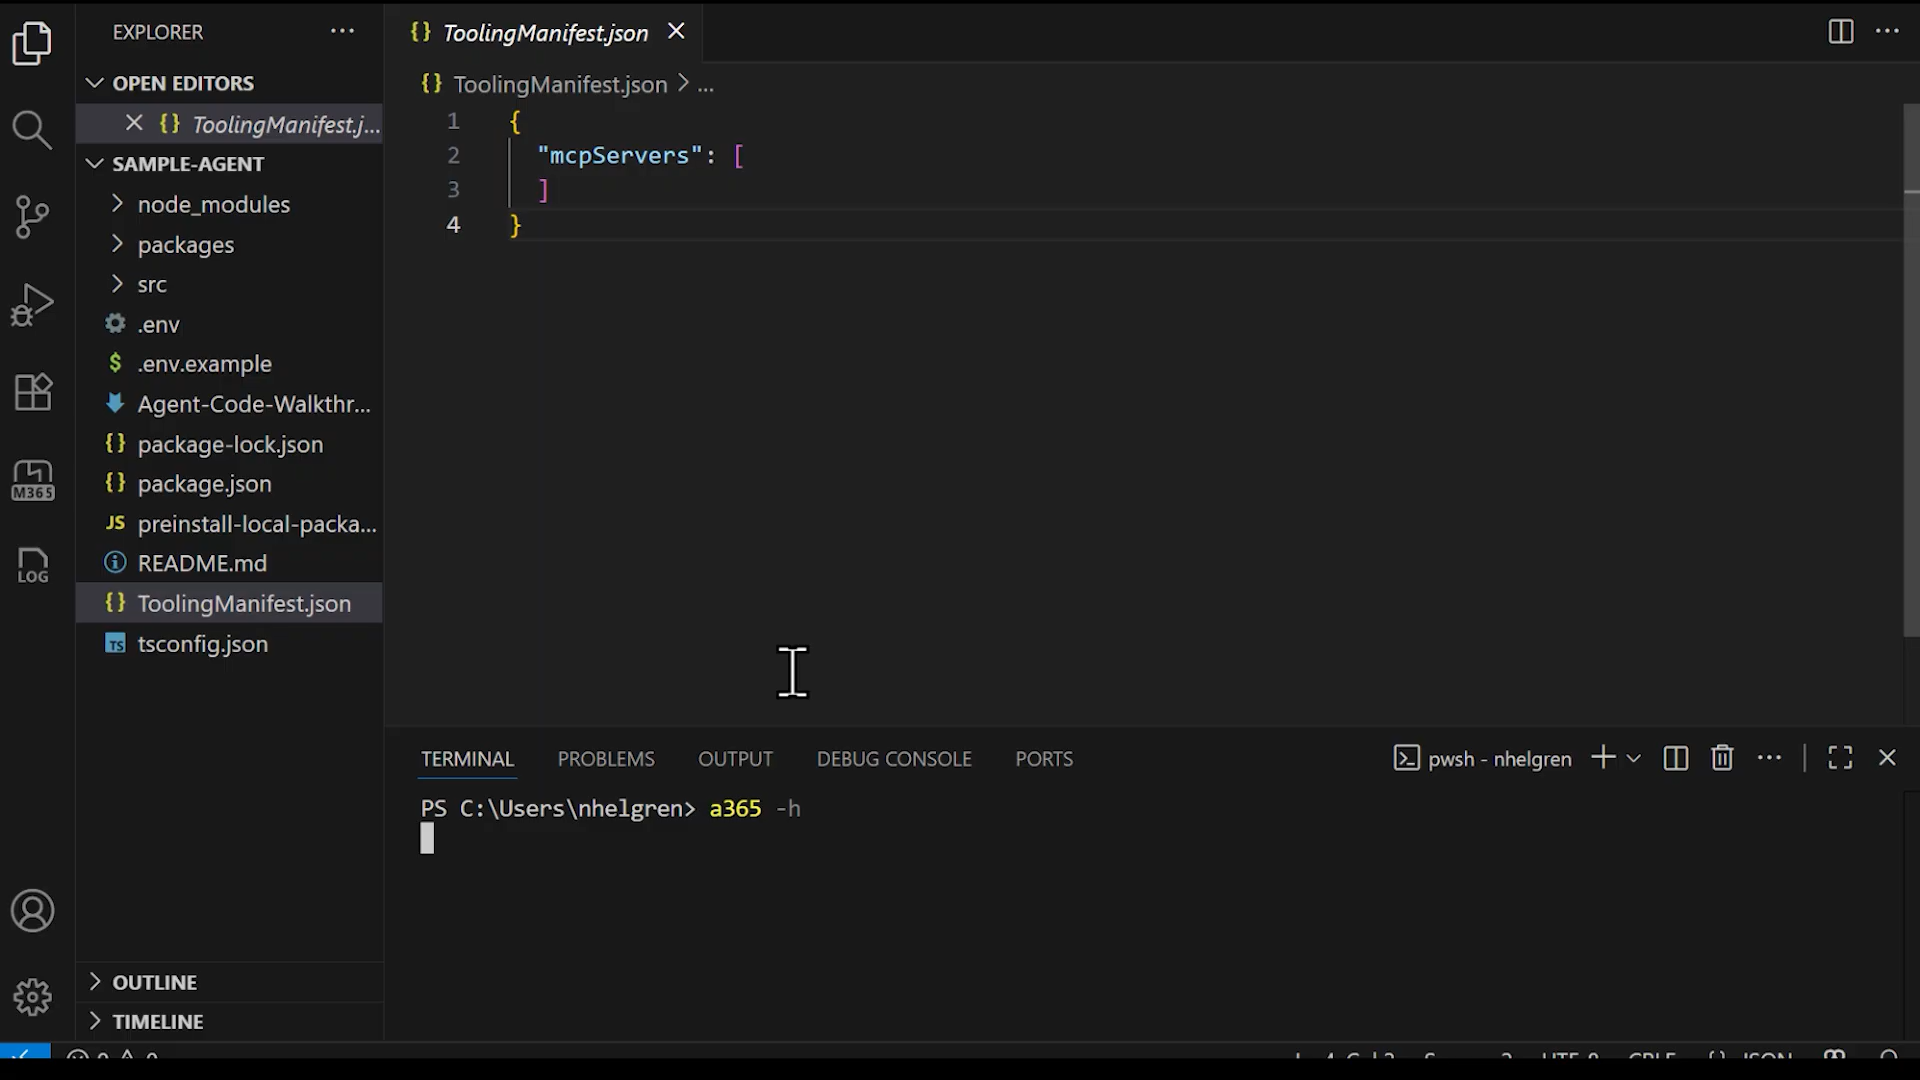 EXPLORER
OPEN EDITORS
ToolingManifest.j...
SAMPLE-AGENT
node_modules
packages
src
.env
.env.example
Agent-Code-Walkthr...
package-lock.json
package.json
preinstall-local-packa...
README.md
ToolingManifest.json
tsconfig.json
OUTLINE
TIMELINE
M365
LOG
ToolingManifest.json
ToolingManifest.json > ...
1 {
2 "mcpServers": [
3 ]
4 }
TERMINAL PROBLEMS OUTPUT DEBUG CONSOLE PORTS
pwsh - nhelgren
PS C:\Users\nhelgren> a365 -h